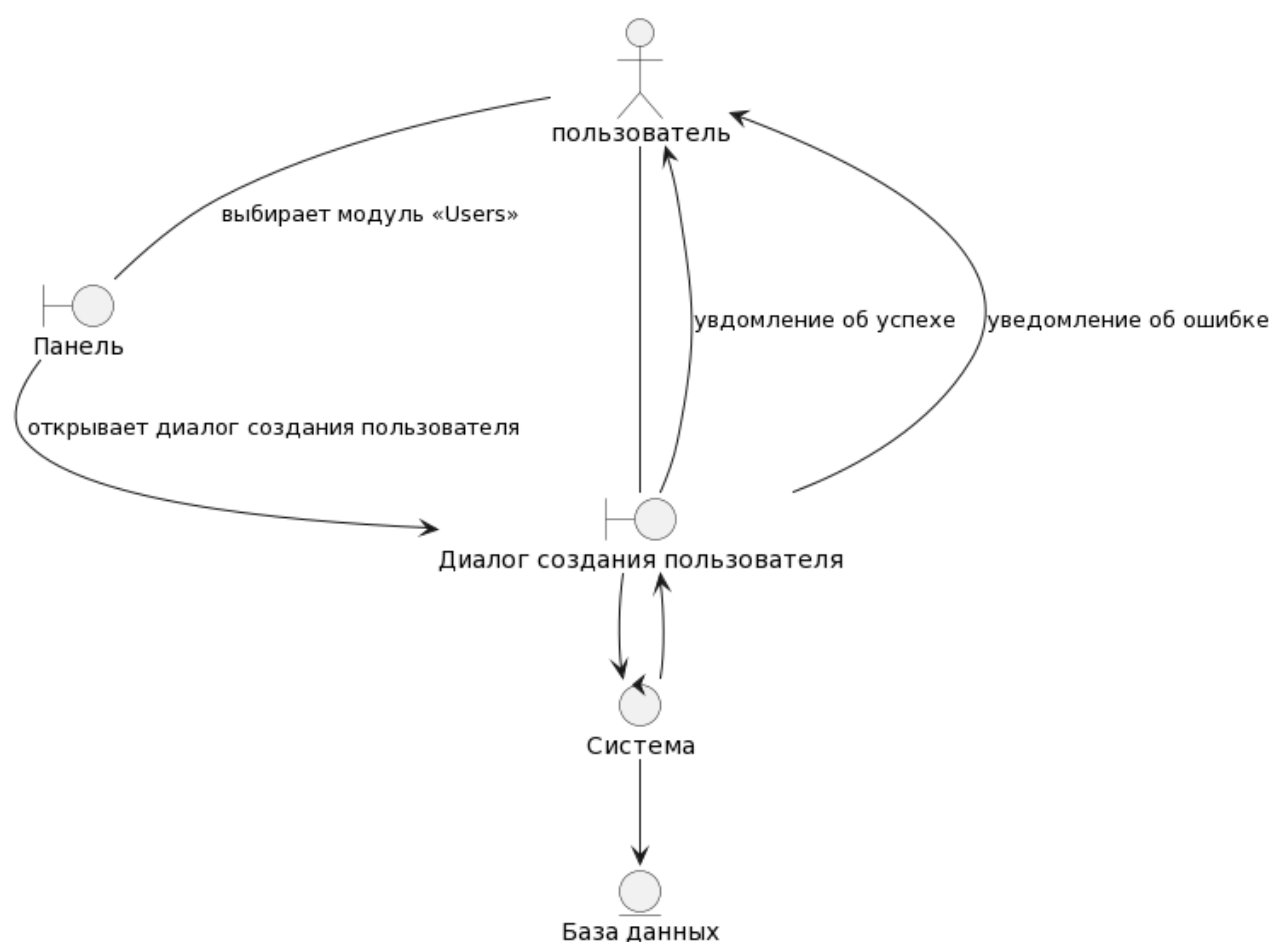 пользователь
выбирает модуль «Users»
Панель
увдомление об успехе
уведомление об ошибке
открывает диалог создания пользователя
Диалог создания пользователя
Система
База данных